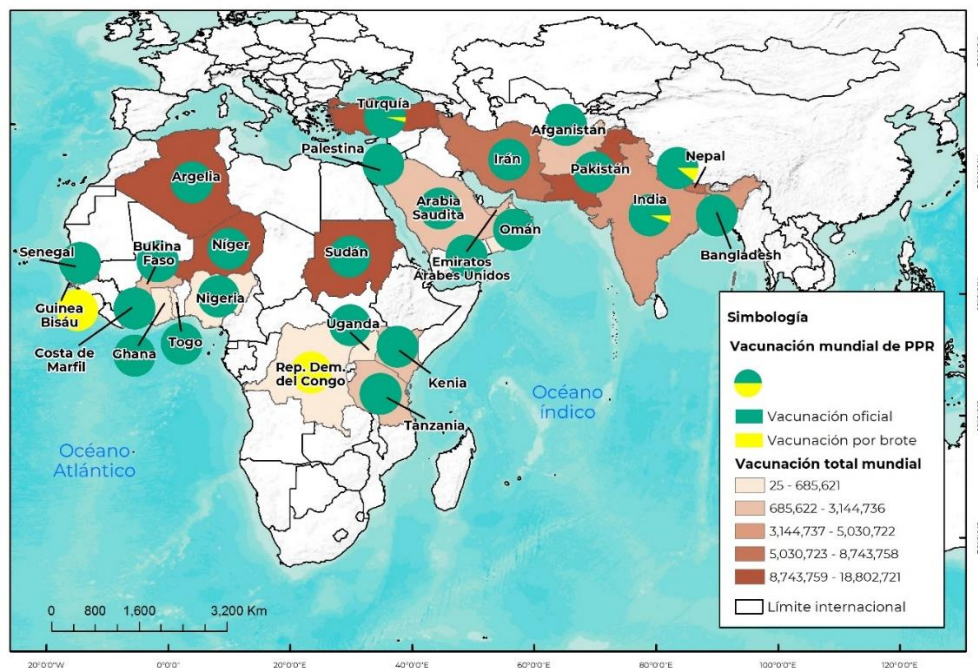 Turquía
Afganistán
Palestina
Irán
Pakistán
Nepal
Argelia
Arabia
Saudita
India
Omán
Senegal
Bukina
Faso
Níger
Sudán
Emiratos
Árabes Unidos
Bangladesh
Nigeria
Guinea
Bisáu
Uganda
Costa de
Marfil
Ghana
Togo
Rep. Dem.
del Congo
Kenia
Tanzania
Océano
índico
Océano
Atlántico
Simbología
Vacunación mundial de PPR
Vacunación oficial
Vacunación por brote
Vacunación total mundial
25 - 685,621
685,622 - 3,144,736
3,144,737 - 5,030,722
5,030,723 - 8,743,758
8,743,759 - 18,802,721
Límite internacional
0 800 1,600 3,200 Km
20°0'0"O 0°0'0" 20°0'0"E 40°0'0"E 60°0'0"E 80°0'0"E 100°0'0"E 120°0'0"E